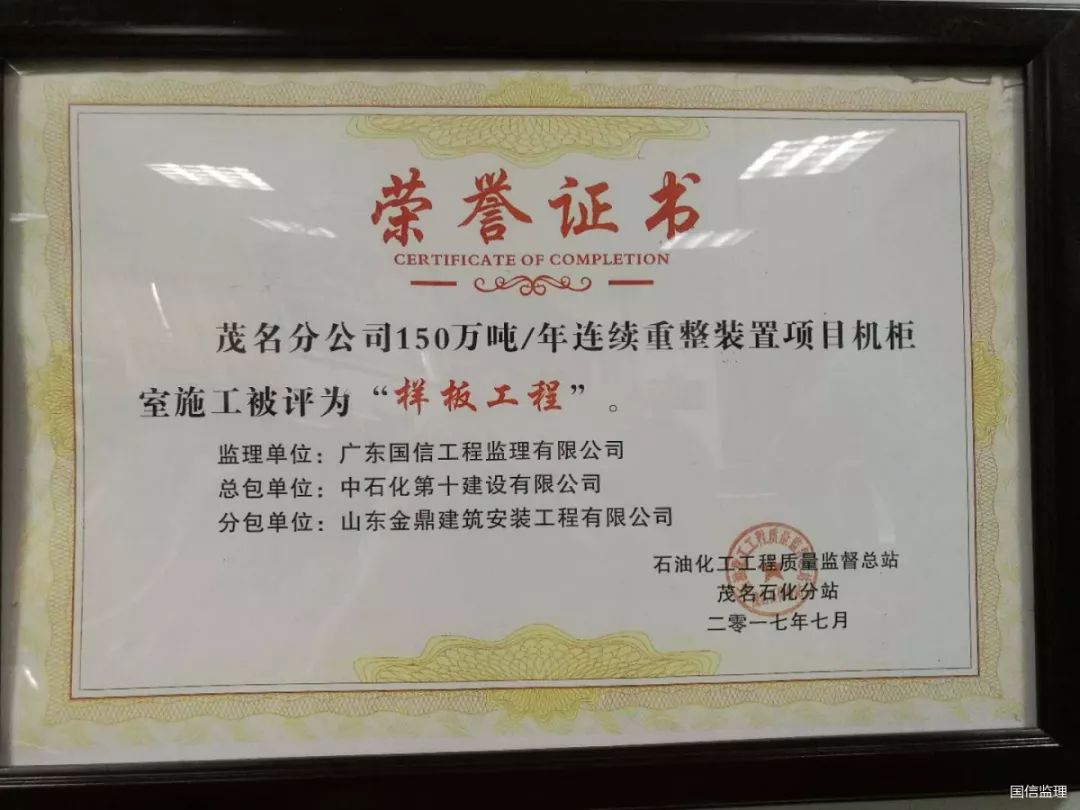 荣誉证书
CERTIFICATE OF COMPLETION
茂名分公司150万吨/年连续重整装置项目机柜
室施工被评为“样板工程”。
监理单位：广东国信工程监理有限公司
总包单位：中石化第十建设有限公司
分包单位：山东金鼎建筑安装工程有限公司
石油化工工程质量监督总站
茂名石化分站
二零一七年七月
国信监理